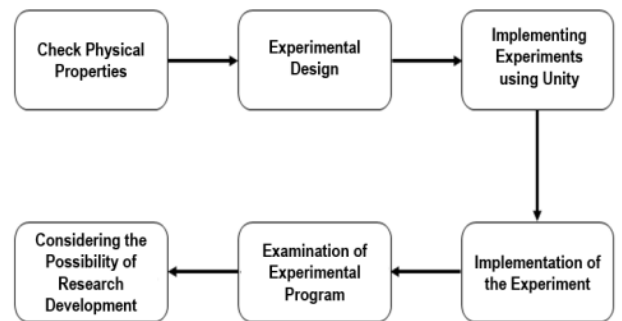 Check Physical
Properties
Experimental
Design
Implementing
Experiments
using Unity
Implementation of
the Experiment
Examination of
Experimental
Program
Considering the
Possibility of
Research
Development